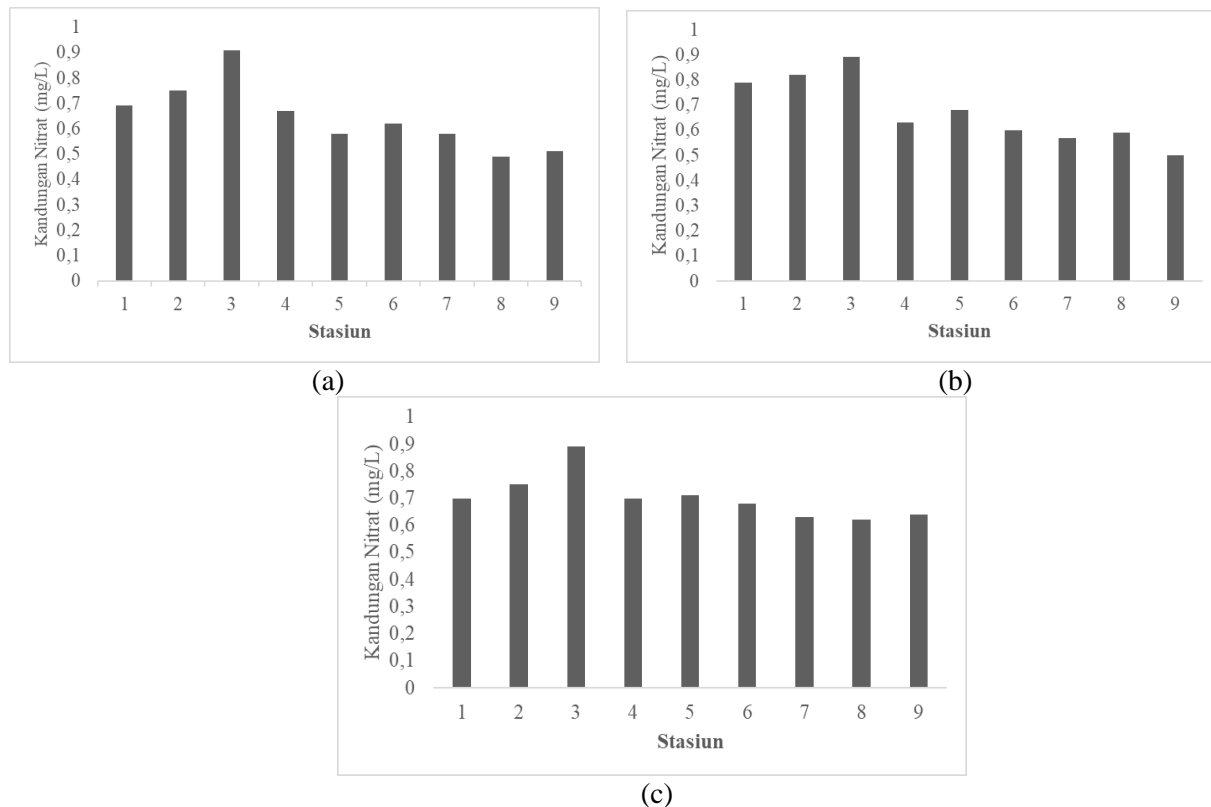 Kandungan Nitrat (mg/L)
1
0,9
0,8
0,7
0,6
0,5
0,4
0,3
0,2
0,1
0
1 2 3 4 5 6 7 8 9
Stasiun
(a)
Kandungan Nitrat (mg/L)
1
0,9
0,8
0,7
0,6
0,5
0,4
0,3
0,2
0,1
0
1 2 3 4 5 6 7 8 9
Stasiun
(b)
Kandungan Nitrat (mg/L)
1
0,9
0,8
0,7
0,6
0,5
0,4
0,3
0,2
0,1
0
1 2 3 4 5 6 7 8 9
Stasiun
(c)